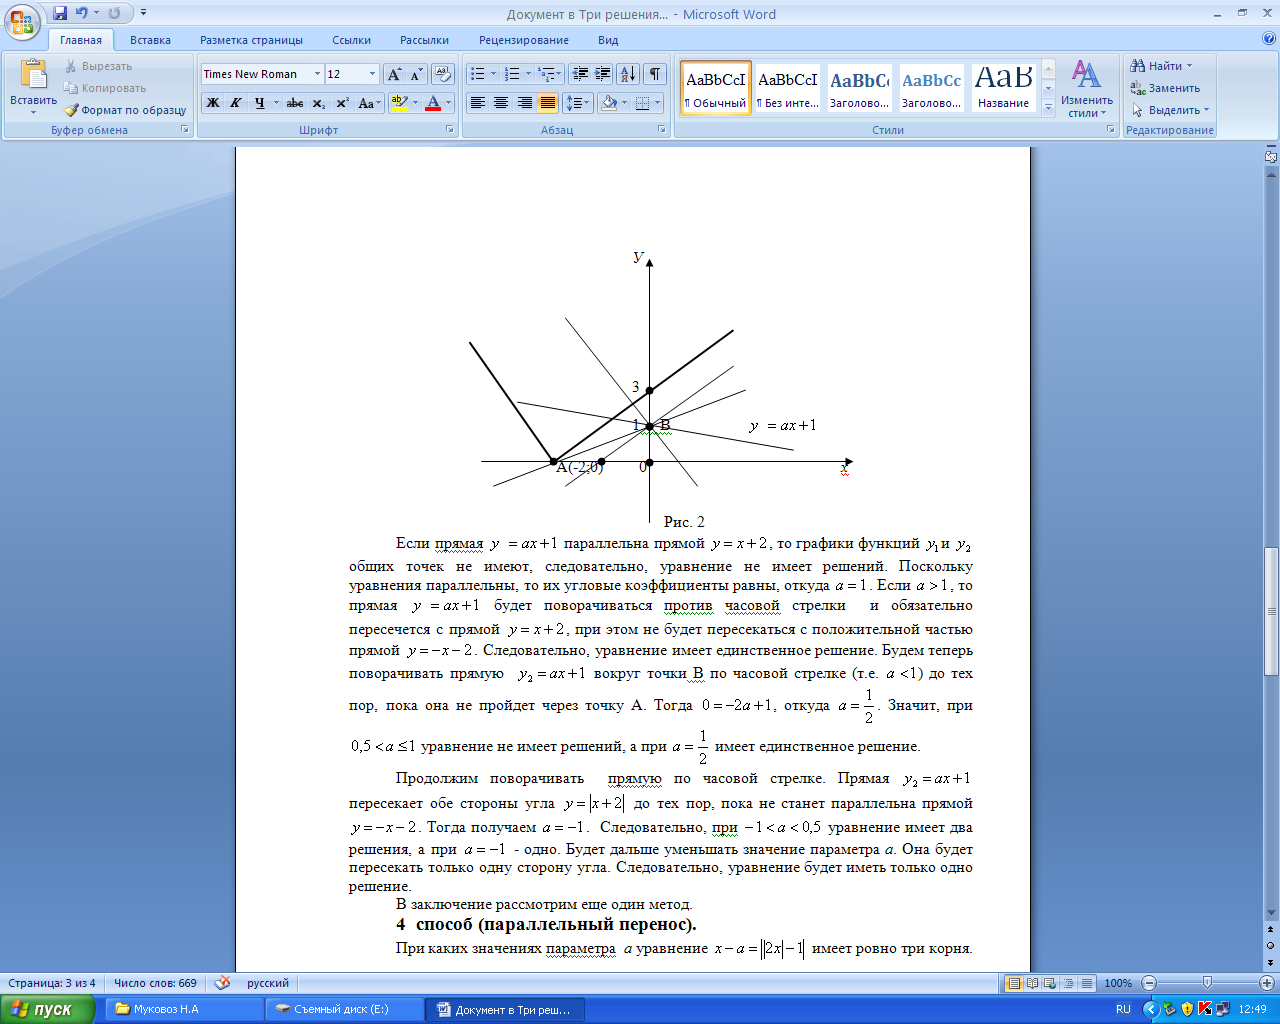 Документ в Три решения... - Microsoft Word
Главная Вставка Разметка страницы Ссылки Рассылки Рецензирование Вид
Вставить
Вырезать
Копировать
Формат по образцу
Буфер обмена
Times New Roman 12
Ж К Ч abc x₂ x² Aa
Шрифт
Абзац
AaBbCcI AaBbCcI AaBbC AaBbCc AaB
¶ Обычный ¶ Без инте... Заголово... Заголово... Название
Изменить стили
Стили
Найти
Заменить
Выделить
Редактирование
У
3
1 В y = ax+1
А(-2;0) 0 x
Рис. 2
Если прямая y = ax+1 параллельна прямой y = x+2, то графики функций y₁ и y₂
общих точек не имеют, следовательно, уравнение не имеет решений. Поскольку
уравнения параллельны, то их угловые коэффициенты равны, откуда a=1. Если a>1, то
прямая y = ax+1 будет поворачиваться против часовой стрелки и обязательно
пересечется с прямой y = x+2, при этом не будет пересекаться с положительной частью
прямой y=−x−2. Следовательно, уравнение имеет единственное решение. Будем теперь
поворачивать прямую y₂ = ax+1 вокруг точки В по часовой стрелке (т.е. a<1) до тех
пор, пока она не пройдет через точку А. Тогда 0=−2a+1, откуда a=1/2. Значит, при
0,5<a≤1 уравнение не имеет решений, а при a=1/2 имеет единственное решение.
Продолжим поворачивать прямую по часовой стрелке. Прямая y₂ = ax+1
пересекает обе стороны угла y=|x+2| до тех пор, пока не станет параллельна прямой
y=−x−2. Тогда получаем a=−1. Следовательно, при −1<a<0,5 уравнение имеет два
решения, а при a=−1 - одно. Будет дальше уменьшать значение параметра а. Она будет
пересекать только одну сторону угла. Следовательно, уравнение будет иметь только одно
решение.
В заключение рассмотрим еще один метод.
4 способ (параллельный перенос).
При каких значениях параметра а уравнение x−a=||2x|−1| имеет ровно три корня.
Страница: 3 из 4 Число слов: 669 русский 100%
пуск Муковоз Н.А Съемный диск (E:) Документ в Три реш... RU 12:49